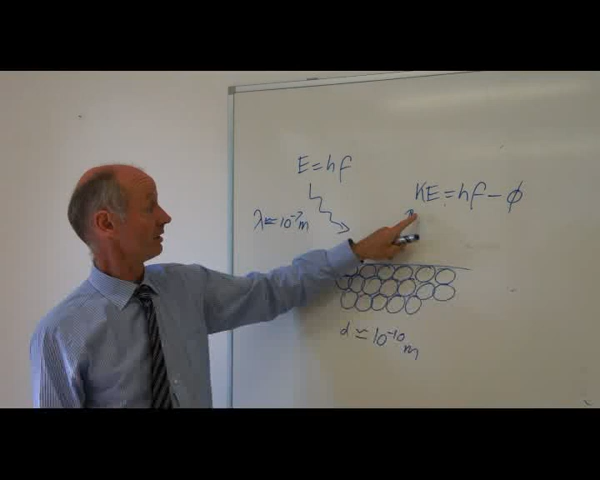 E=hf
KE=hf-ϕ
λ≃10⁻⁷m
d≃10⁻¹⁰m